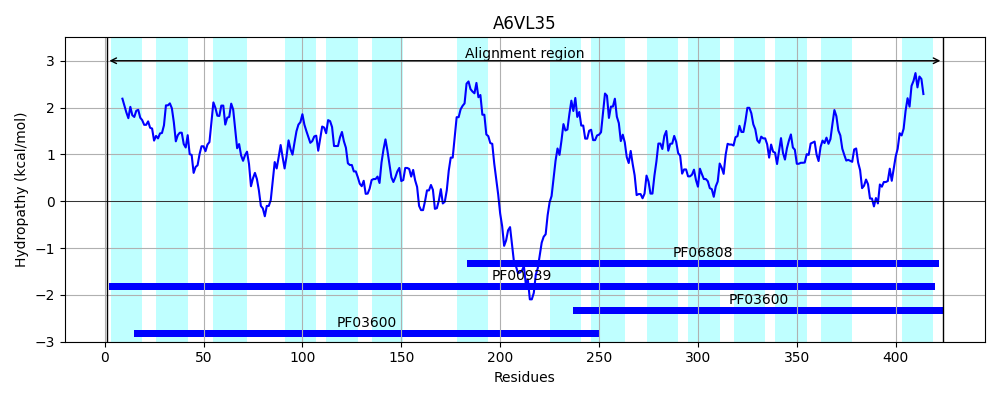 A6VL35
Alignment region
Hydropathy (kcal/mol)
3
2
1
0
−1
−2
−3
PF06808
PF00939
PF03600
PF03600
0 50 100 150 200 250 300 350 400
Residues